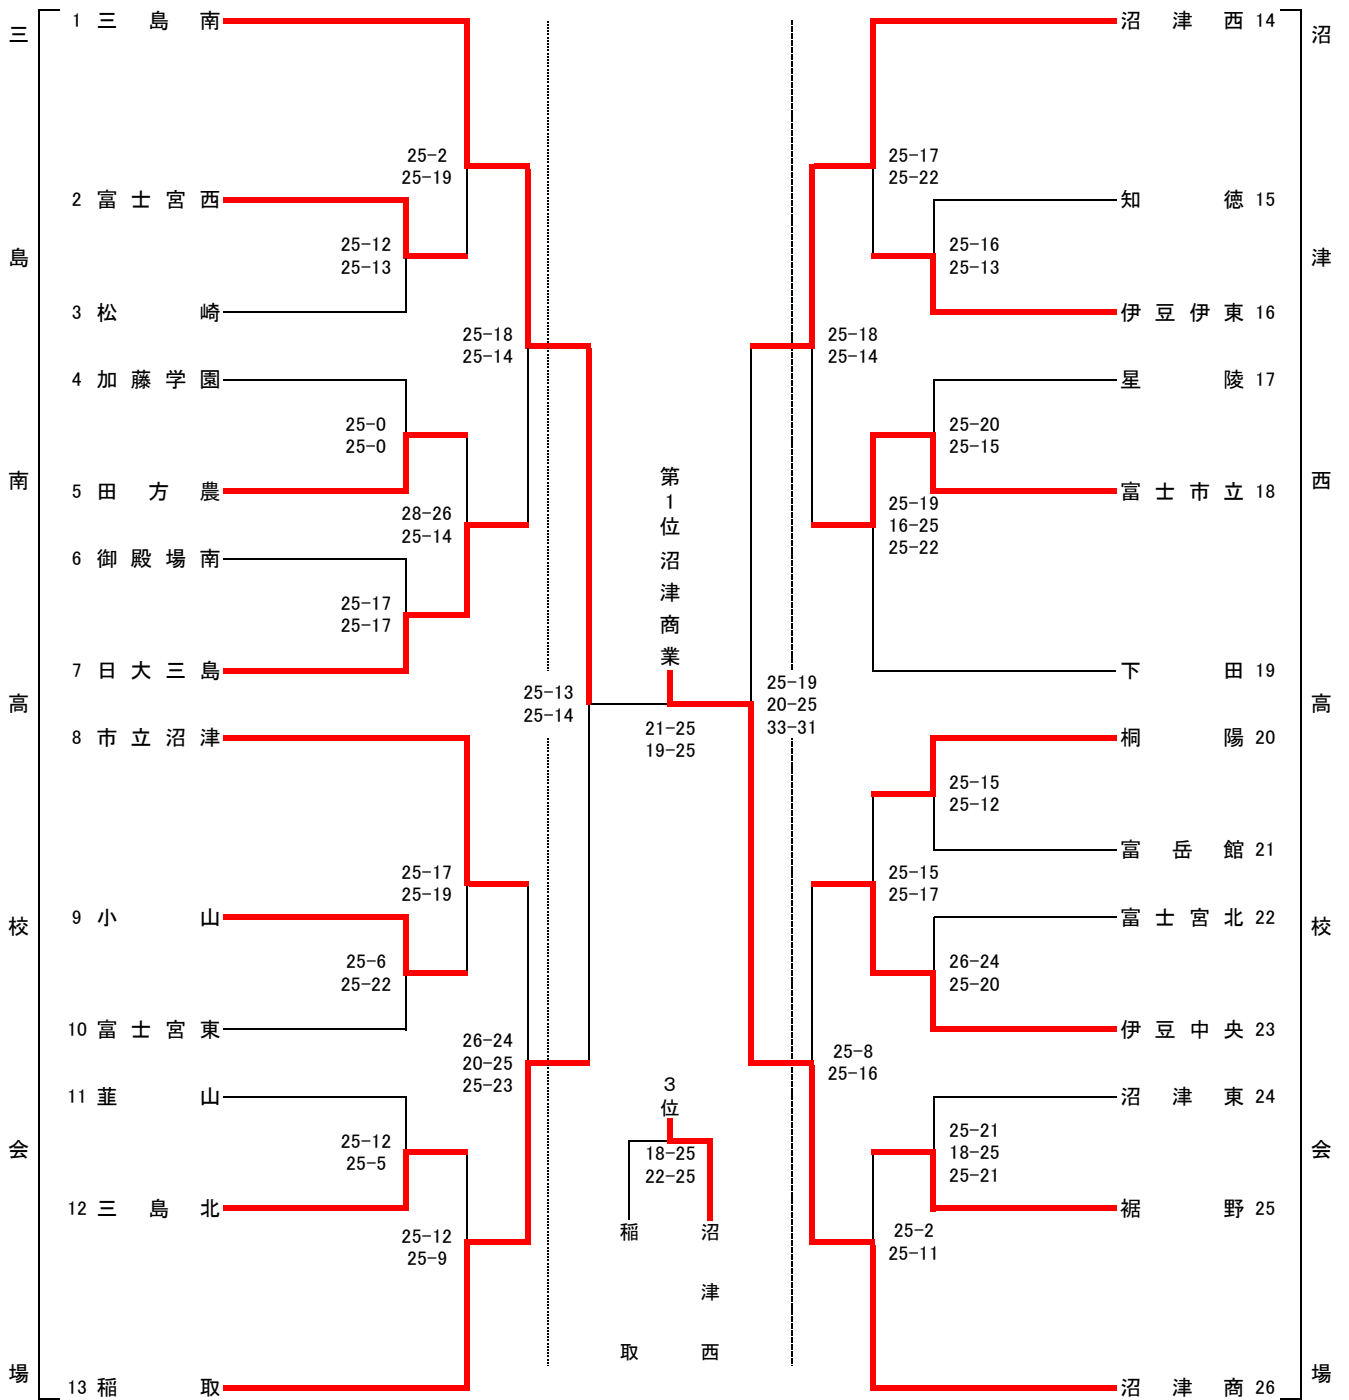 三島南高校会場
1 三島南
2 富士宮西
3 松崎
4 加藤学園
5 田方農
6 御殿場南
7 日大三島
8 市立沼津
9 小山
10 富士宮東
11 韮山
12 三島北
13 稲取
25-2
25-19
25-12
25-13
25-18
25-14
25-0
25-0
28-26
25-14
25-17
25-17
25-13
25-14
25-17
25-19
25-6
25-22
26-24
20-25
25-23
25-12
25-5
25-12
25-9
第1位沼津商業
21-25
19-25
3位
18-25
22-25
稲取
沼津西
25-17
25-22
25-16
25-13
25-18
25-14
25-20
25-15
25-19
16-25
25-22
25-19
20-25
33-31
25-15
25-12
25-15
25-17
26-24
25-20
25-8
25-16
25-21
18-25
25-21
25-2
25-11
沼津西 14
知徳 15
伊豆伊東 16
星陵 17
富士市立 18
下田 19
桐陽 20
富岳館 21
富士宮北 22
伊豆中央 23
沼津東 24
裾野 25
沼津商 26
沼津西高校会場